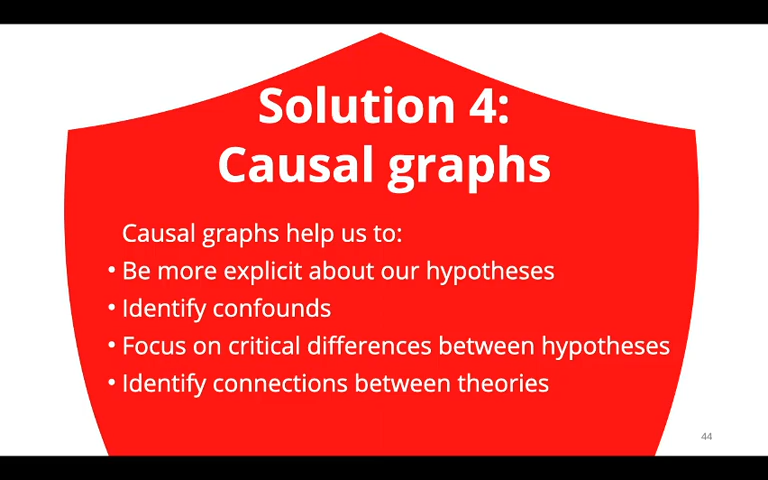 Solution 4:
Causal graphs
Causal graphs help us to:
• Be more explicit about our hypotheses
• Identify confounds
• Focus on critical differences between hypotheses
• Identify connections between theories
44